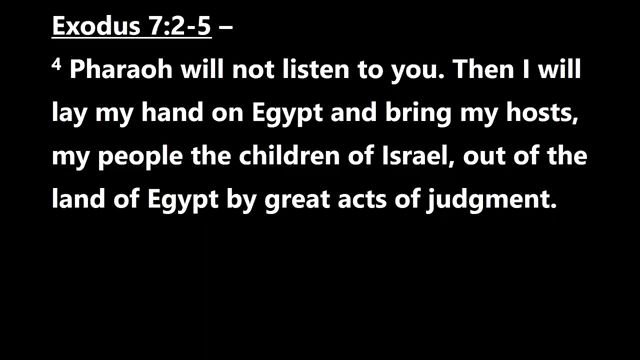 Exodus 7:2-5 –
4 Pharaoh will not listen to you. Then I will
lay my hand on Egypt and bring my hosts,
my people the children of Israel, out of the
land of Egypt by great acts of judgment.